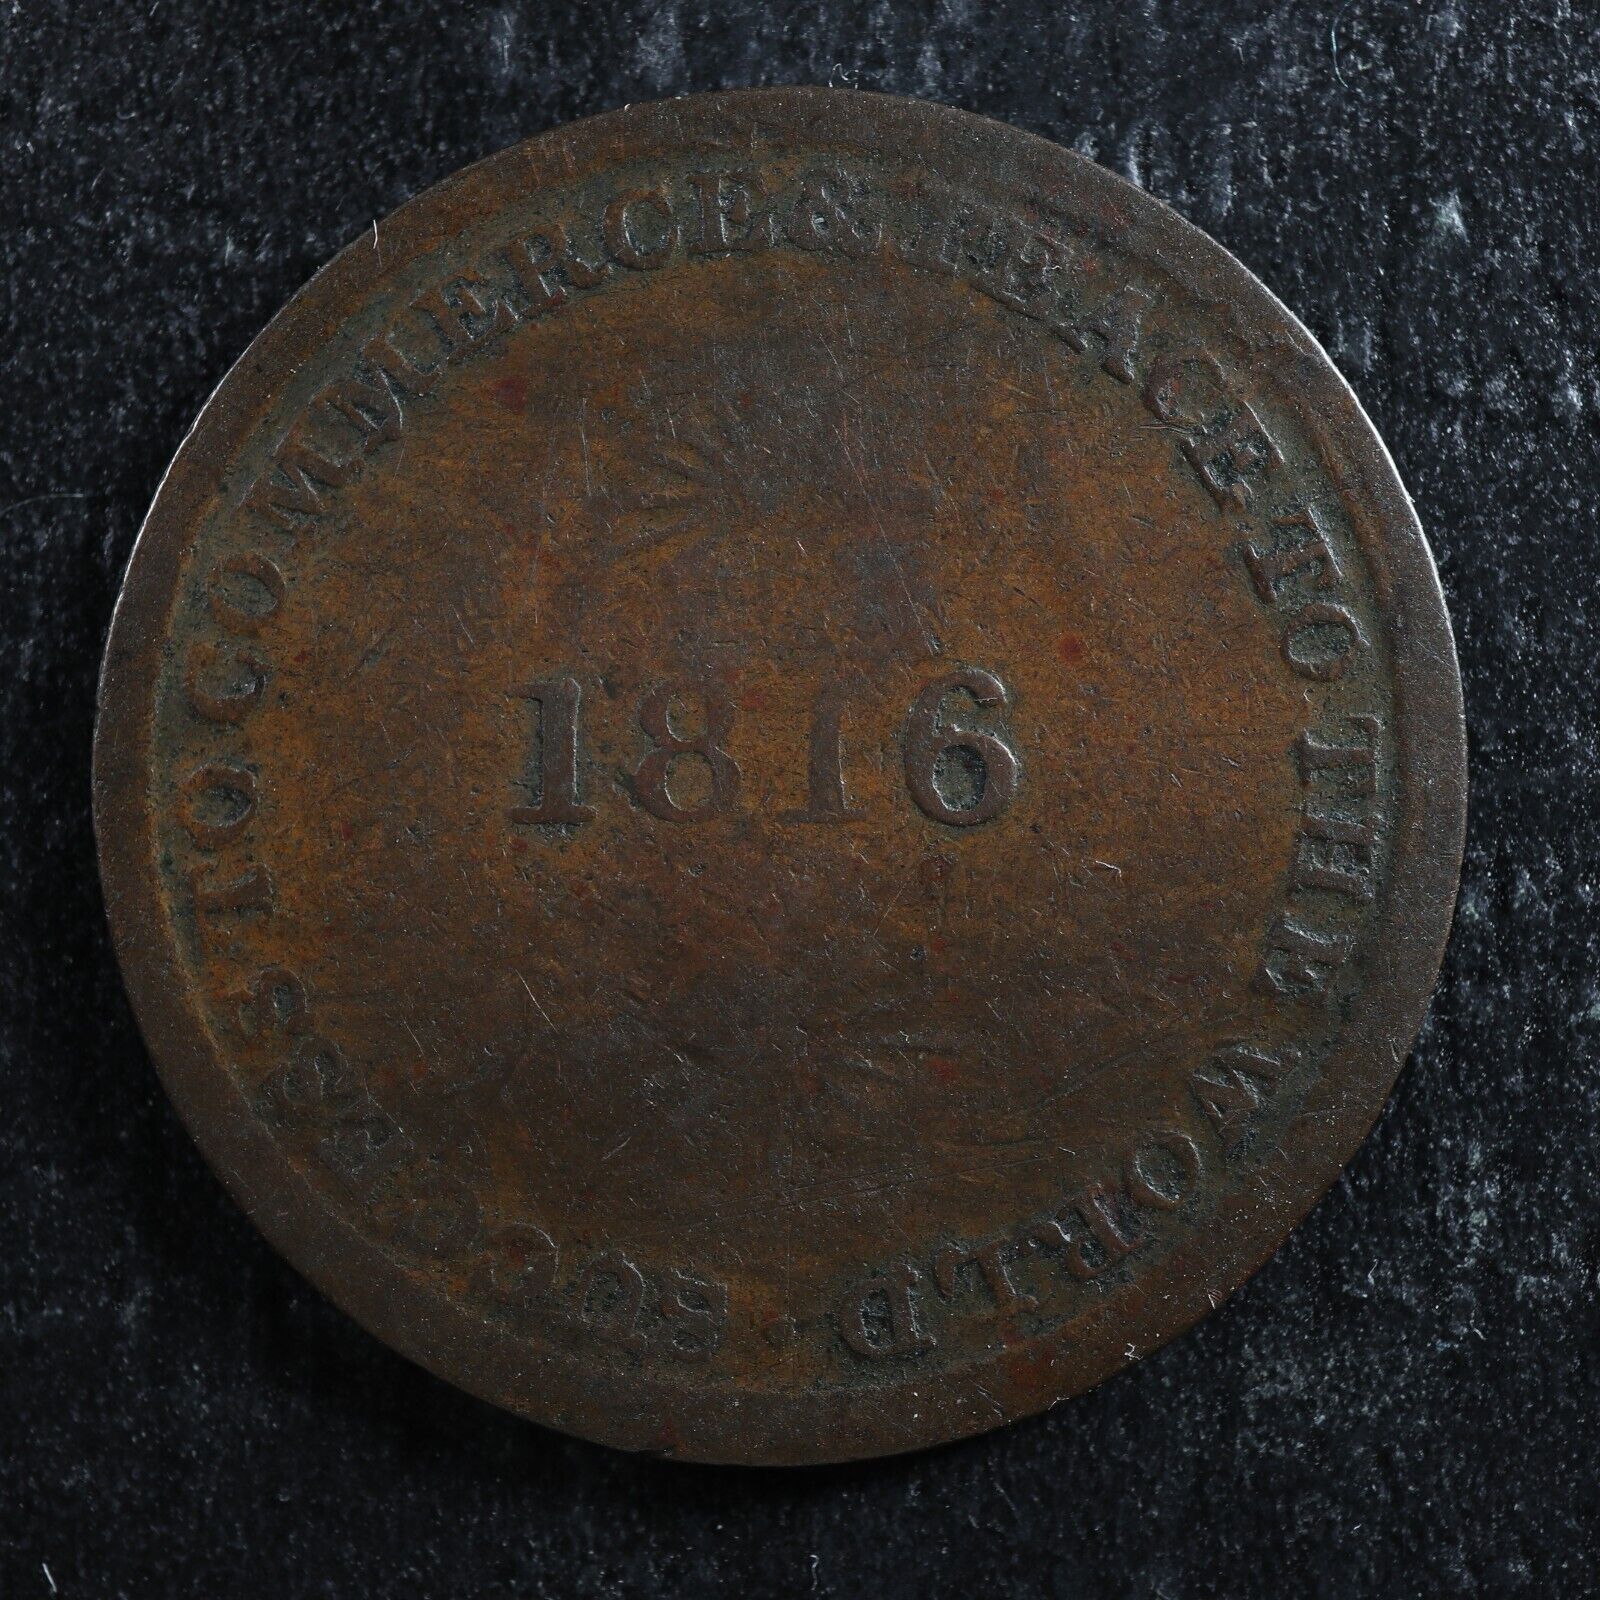 SUCCESS TO COMMERCE & PEACE TO THE WORLD ·
1816